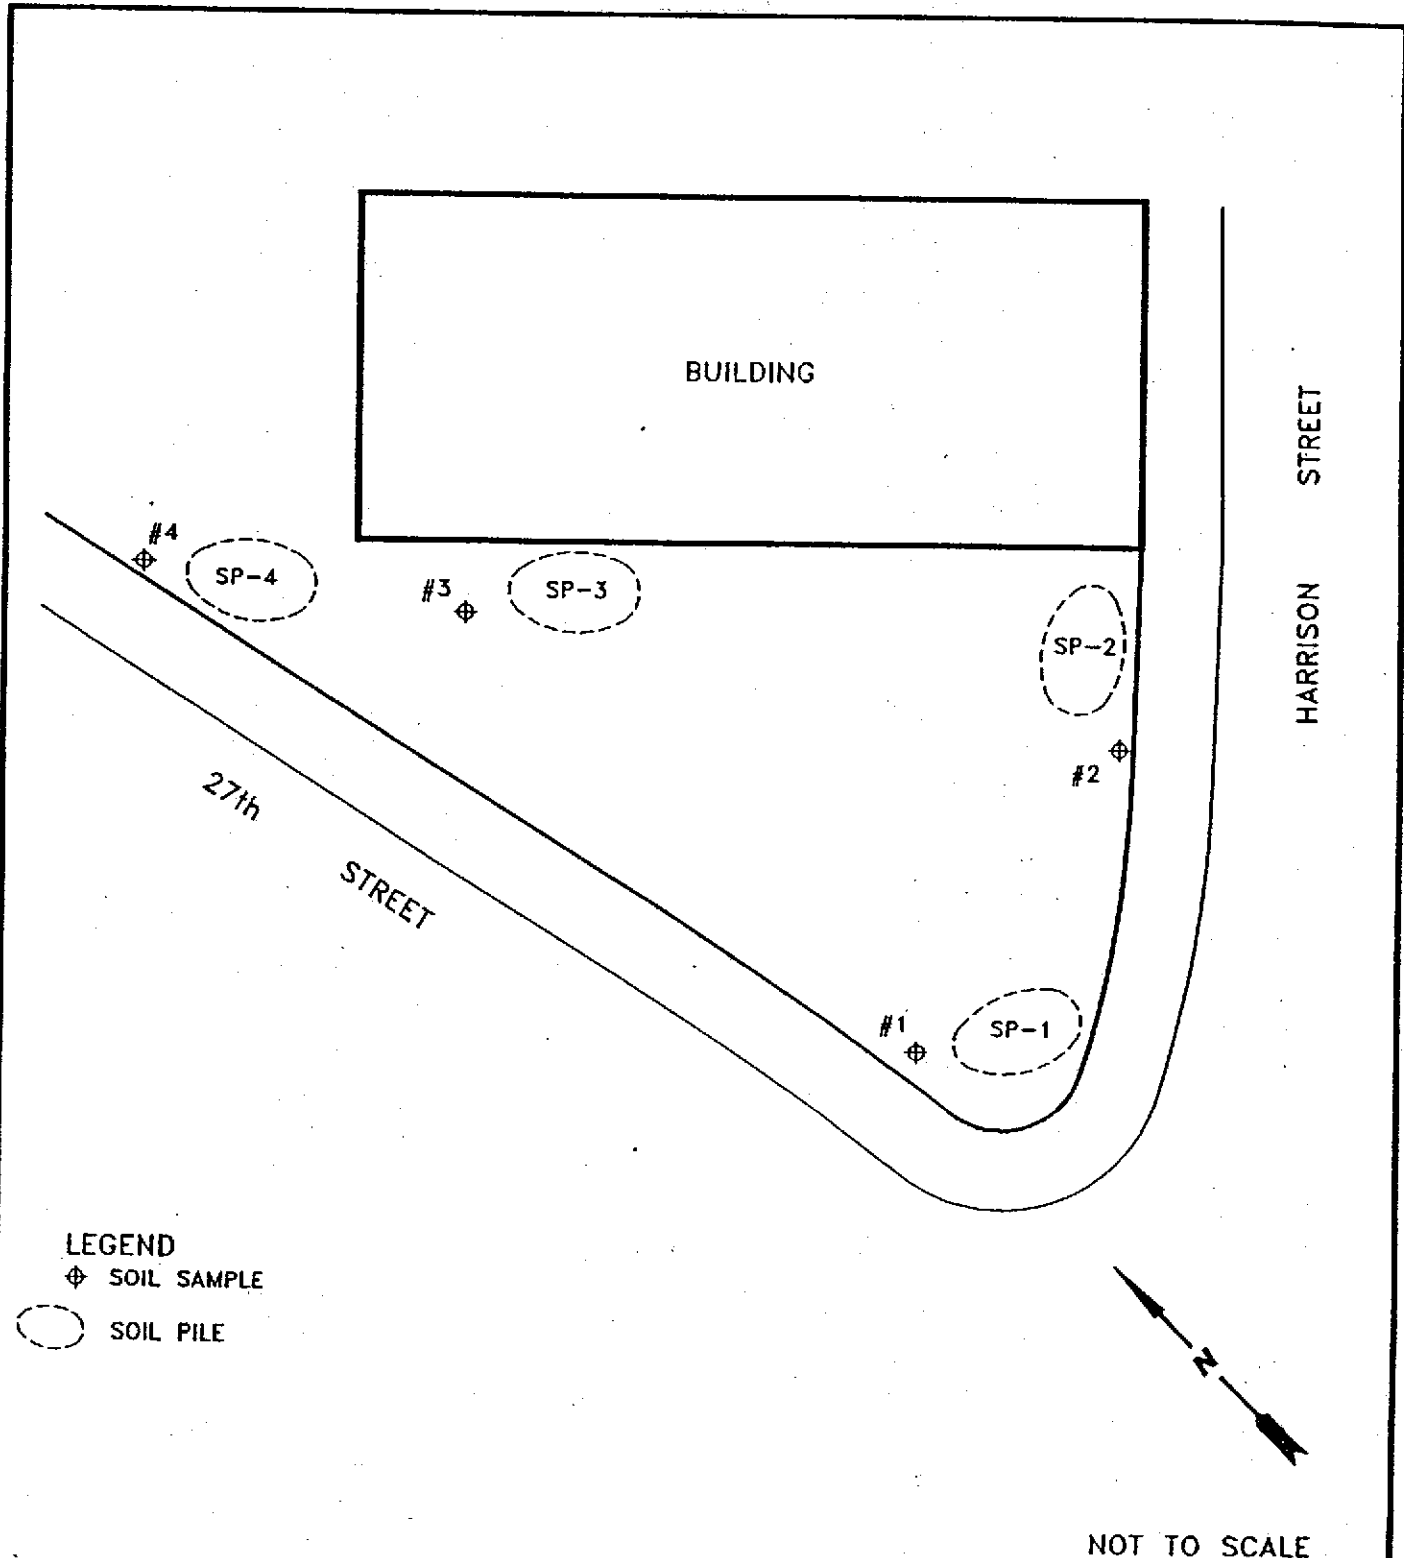 BUILDING
HARRISON STREET
#4
SP-4
#3
SP-3
SP-2
#2
27th STREET
#1
SP-1
LEGEND
SOIL SAMPLE
SOIL PILE
N
NOT TO SCALE